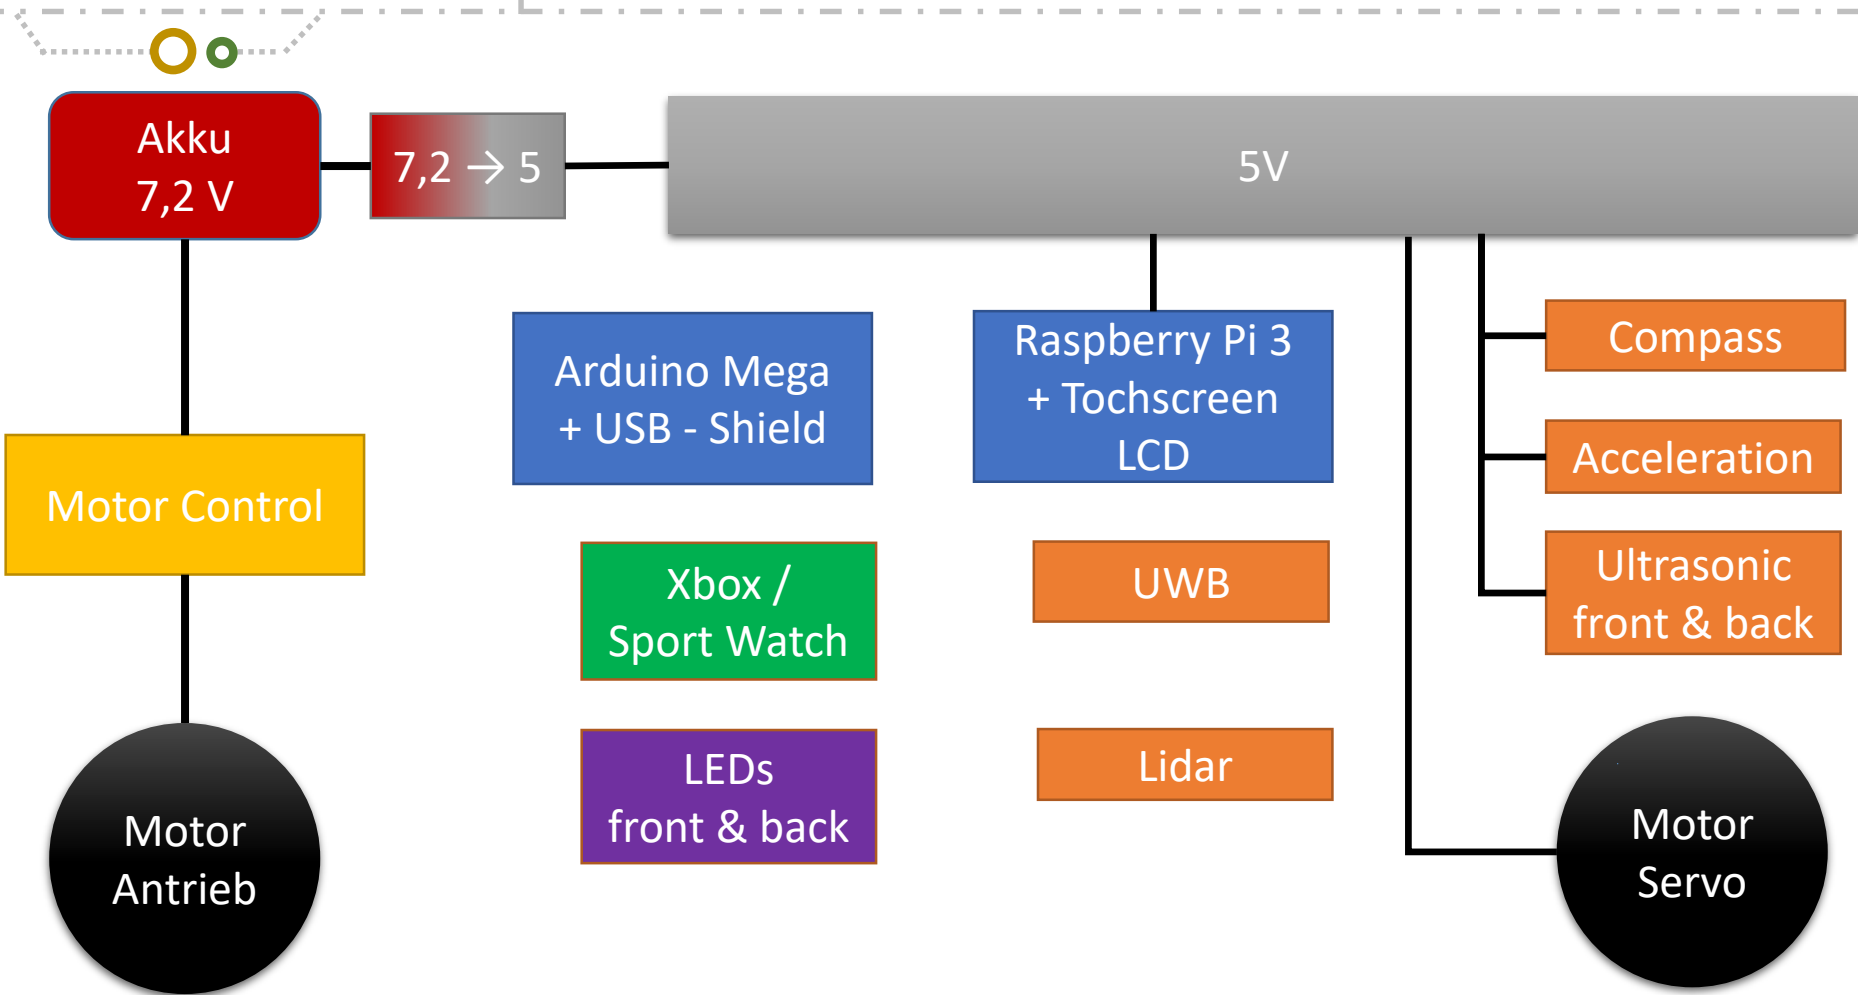 Akku
7,2 V
7,2 → 5
5V
Arduino Mega
+ USB - Shield
Raspberry Pi 3
+ Tochscreen
LCD
Compass
Acceleration
Motor Control
Xbox /
Sport Watch
UWB
Ultrasonic
front & back
LEDs
front & back
Lidar
Motor
Antrieb
Motor
Servo